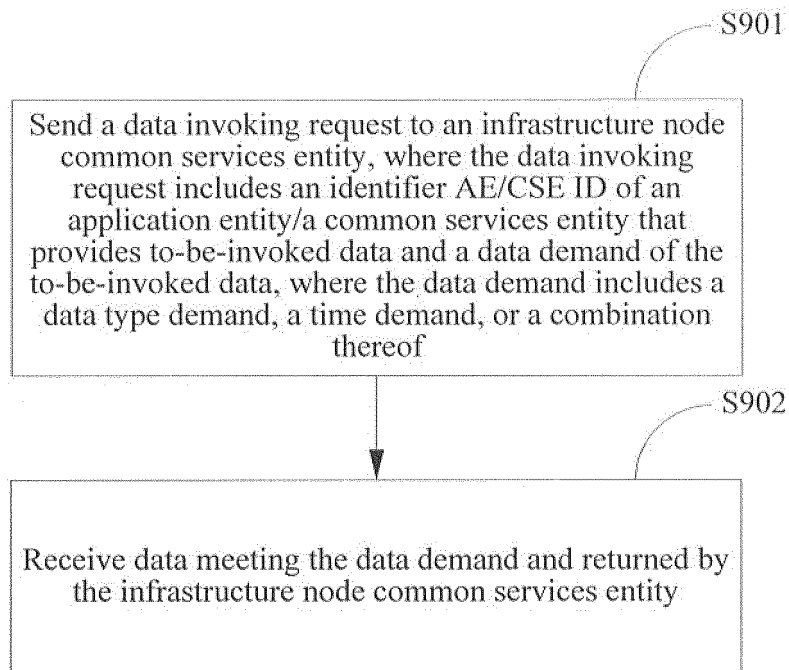 S901
Send a data invoking request to an infrastructure node
common services entity, where the data invoking
request includes an identifier AE/CSE ID of an
application entity/a common services entity that
provides to-be-invoked data and a data demand of the
to-be-invoked data, where the data demand includes a
data type demand, a time demand, or a combination
thereof
S902
Receive data meeting the data demand and returned by
the infrastructure node common services entity